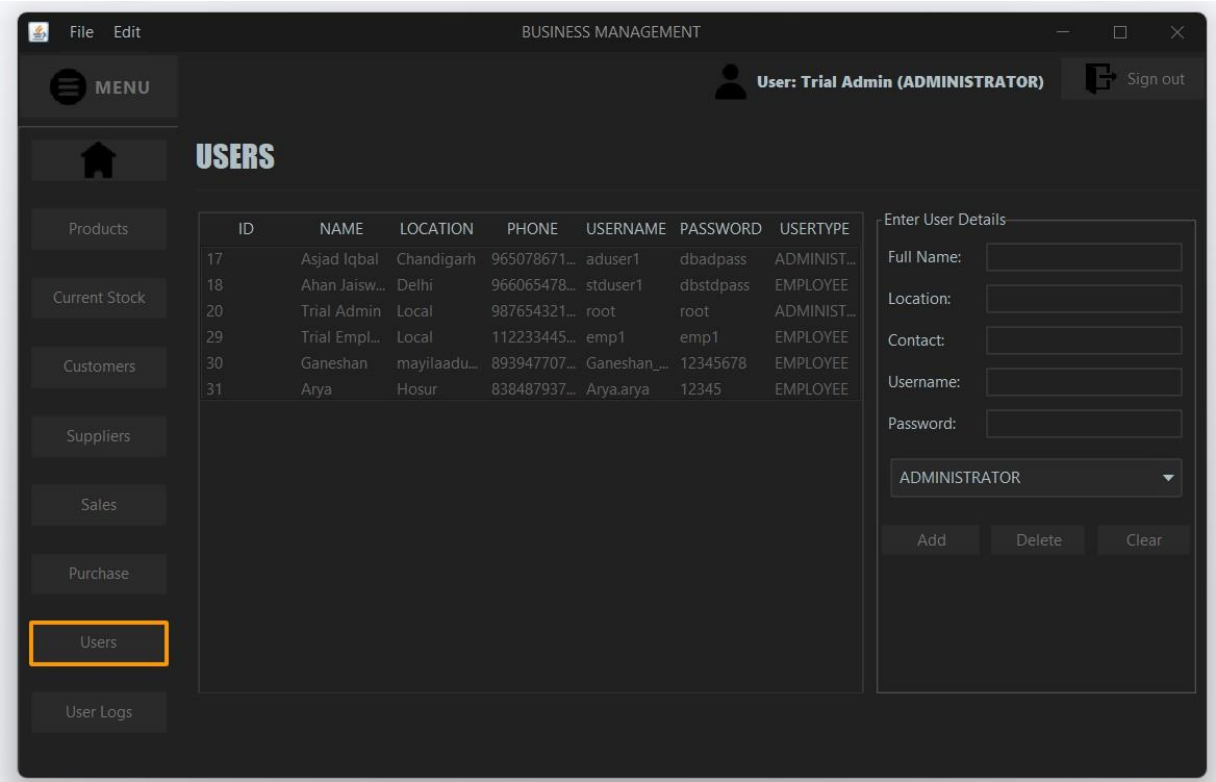 File Edit BUSINESS MANAGEMENT
MENU User: Trial Admin (ADMINISTRATOR) Sign out
USERS
Products
Current Stock
Customers
Suppliers
Sales
Purchase
Users
User Logs
ID NAME LOCATION PHONE USERNAME PASSWORD USERTYPE
17 Asjad Iqbal Chandigarh 965078671... aduser1 dbadpass ADMINIST...
18 Ahan Jaisw... Delhi 966065478... stduser1 dbstdpass EMPLOYEE
20 Trial Admin Local 987654321... root root ADMINIST...
29 Trial Empl... Local 112233445... emp1 emp1 EMPLOYEE
30 Ganeshan mayilaadu... 893947707... Ganeshan_... 12345678 EMPLOYEE
31 Arya Hosur 838487937... Arya.arya 12345 EMPLOYEE
Enter User Details
Full Name:
Location:
Contact:
Username:
Password:
ADMINISTRATOR
Add Delete Clear